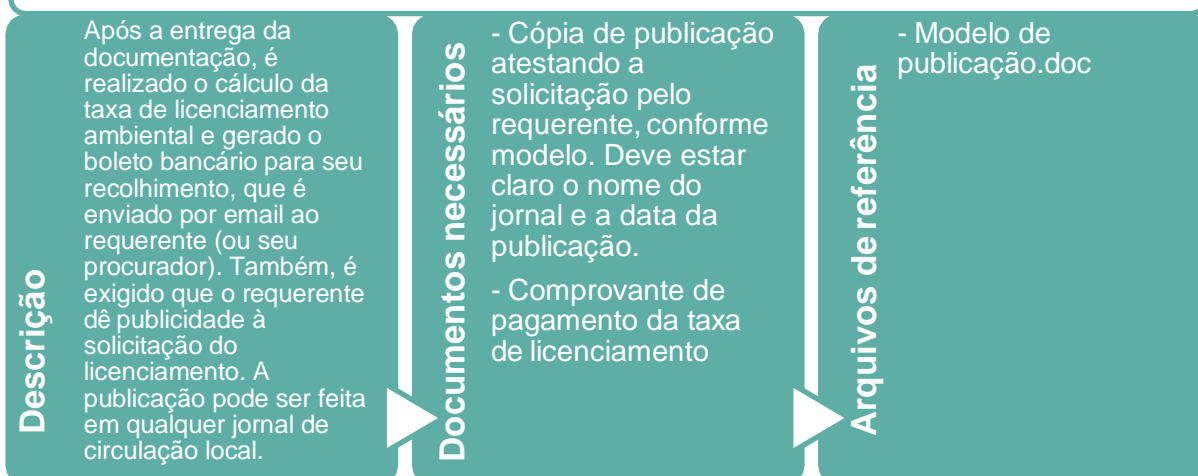 Descrição
Após a entrega da
documentação, é
realizado o cálculo da
taxa de licenciamento
ambiental e gerado o
boleto bancário para seu
recolhimento, que é
enviado por email ao
requerente (ou seu
procurador). Também, é
exigido que o requerente
dê publicidade à
solicitação do
licenciamento. A
publicação pode ser feita
em qualquer jornal de
circulação local.
Documentos necessários
- Cópia de publicação
atestando a
solicitação pelo
requerente, conforme
modelo. Deve estar
claro o nome do
jornal e a data da
publicação.
- Comprovante de
pagamento da taxa
de licenciamento
Arquivos de referência
- Modelo de
publicação.doc